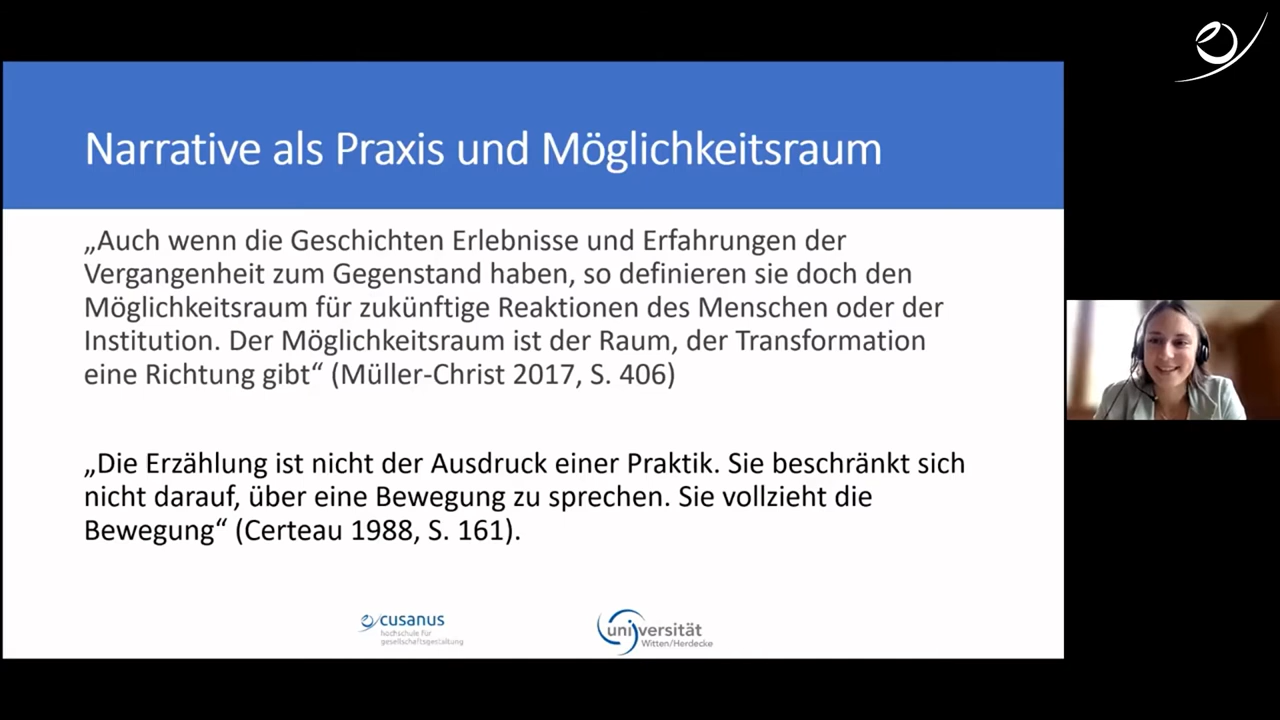 Narrative als Praxis und Möglichkeitsraum
„Auch wenn die Geschichten Erlebnisse und Erfahrungen der
Vergangenheit zum Gegenstand haben, so definieren sie doch den
Möglichkeitsraum für zukünftige Reaktionen des Menschen oder der
Institution. Der Möglichkeitsraum ist der Raum, der Transformation
eine Richtung gibt“ (Müller-Christ 2017, S. 406)
„Die Erzählung ist nicht der Ausdruck einer Praktik. Sie beschränkt sich
nicht darauf, über eine Bewegung zu sprechen. Sie vollzieht die
Bewegung“ (Certeau 1988, S. 161).
cusanus
hochschule für
gesellschaftsgestaltung
universität
Witten/Herdecke